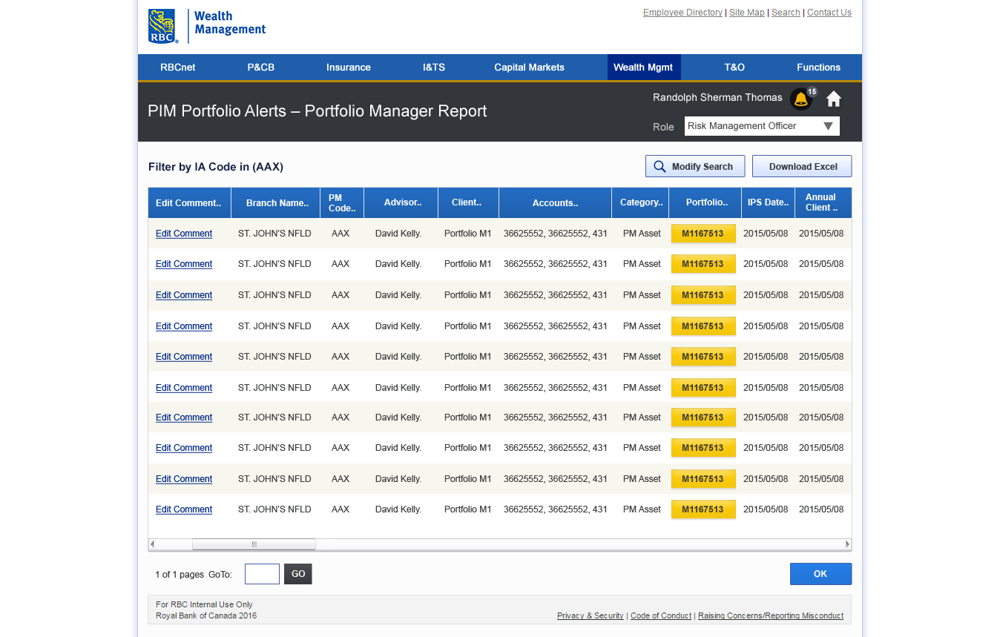 RBC® Wealth
Management
Employee Directory | Site Map | Search | Contact Us
RBCnet P&CB Insurance I&TS Capital Markets Wealth Mgmt T&O Functions
PIM Portfolio Alerts – Portfolio Manager Report
Randolph Sherman Thomas 15
Role Risk Management Officer
Filter by IA Code in (AAX)
Modify Search Download Excel
Edit Comment.. Branch Name.. PM Code.. Advisor.. Client.. Accounts.. Category.. Portfolio.. IPS Date.. Annual Client ..
Edit Comment ST. JOHN'S NFLD AAX David Kelly. Portfolio M1 36625552, 36625552, 431 PM Asset M1167513 2015/05/08 2015/05/08
Edit Comment ST. JOHN'S NFLD AAX David Kelly. Portfolio M1 36625552, 36625552, 431 PM Asset M1167513 2015/05/08 2015/05/08
Edit Comment ST. JOHN'S NFLD AAX David Kelly. Portfolio M1 36625552, 36625552, 431 PM Asset M1167513 2015/05/08 2015/05/08
Edit Comment ST. JOHN'S NFLD AAX David Kelly. Portfolio M1 36625552, 36625552, 431 PM Asset M1167513 2015/05/08 2015/05/08
Edit Comment ST. JOHN'S NFLD AAX David Kelly. Portfolio M1 36625552, 36625552, 431 PM Asset M1167513 2015/05/08 2015/05/08
Edit Comment ST. JOHN'S NFLD AAX David Kelly. Portfolio M1 36625552, 36625552, 431 PM Asset M1167513 2015/05/08 2015/05/08
Edit Comment ST. JOHN'S NFLD AAX David Kelly. Portfolio M1 36625552, 36625552, 431 PM Asset M1167513 2015/05/08 2015/05/08
Edit Comment ST. JOHN'S NFLD AAX David Kelly. Portfolio M1 36625552, 36625552, 431 PM Asset M1167513 2015/05/08 2015/05/08
Edit Comment ST. JOHN'S NFLD AAX David Kelly. Portfolio M1 36625552, 36625552, 431 PM Asset M1167513 2015/05/08 2015/05/08
Edit Comment ST. JOHN'S NFLD AAX David Kelly. Portfolio M1 36625552, 36625552, 431 PM Asset M1167513 2015/05/08 2015/05/08
1 of 1 pages GoTo: GO OK
For RBC Internal Use Only
Royal Bank of Canada 2016
Privacy & Security | Code of Conduct | Raising Concerns/Reporting Misconduct